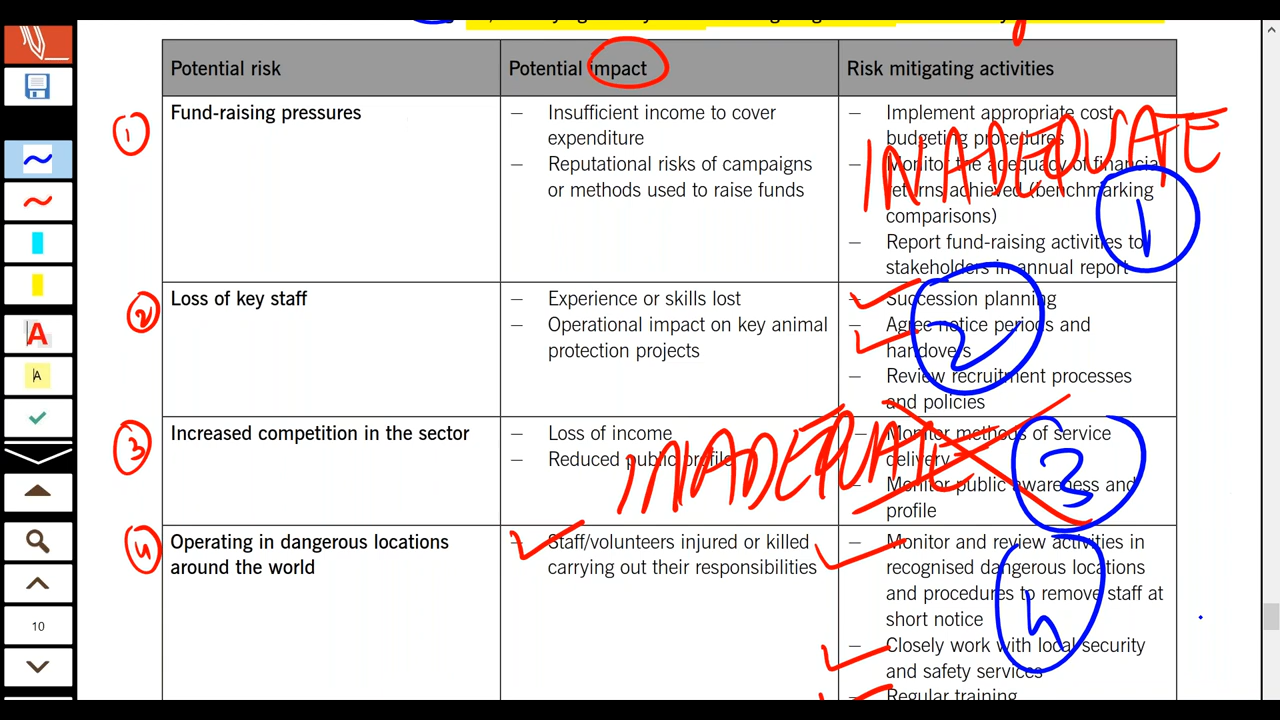 Potential risk
Potential impact
Risk mitigating activities
1
Fund-raising pressures
– Insufficient income to cover
expenditure
– Reputational risks of campaigns
or methods used to raise funds
– Implement appropriate cost
budgeting procedures
– Monitor the adequacy of financial
returns achieved (benchmarking
comparisons)
– Report fund-raising activities to
stakeholders in annual report
INADEQUATE
1
2
Loss of key staff
– Experience or skills lost
– Operational impact on key animal
protection projects
– Succession planning
– Agree notice periods and
handovers
– Review recruitment processes
and policies
2
3
Increased competition in the sector
– Loss of income
– Reduced public profile
– Monitor methods of service
delivery
– Monitor public awareness and
profile
INADEQUATE
3
4
Operating in dangerous locations
around the world
– Staff/volunteers injured or killed
carrying out their responsibilities
– Monitor and review activities in
recognised dangerous locations
and procedures to remove staff at
short notice
– Closely work with local security
and safety services
– Regular training
4
A
A
10